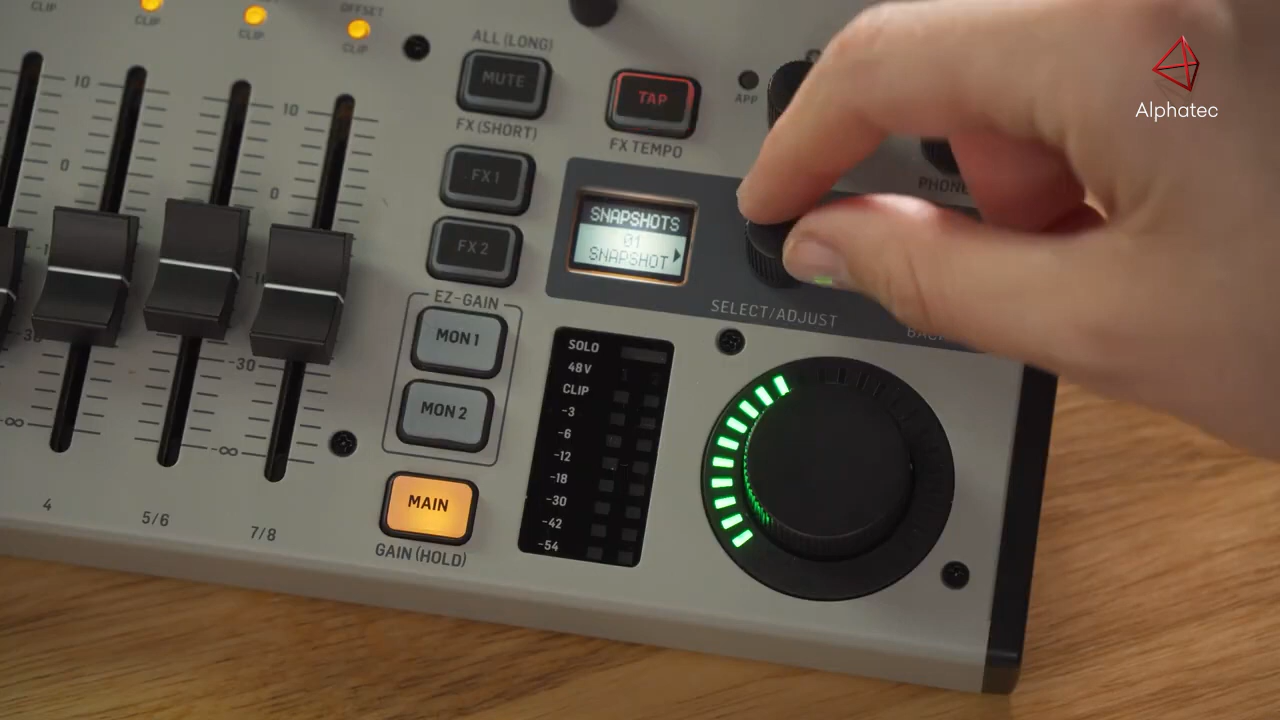 CLIP
CLIP
CLIP
OFFSET
CLIP
ALL (LONG)
MUTE
FX (SHORT)
TAP
FX TEMPO
APP
Alphatec
10
10
0
0
FX 1
FX 2
SNAPSHOTS
01
SNAPSHOT
SELECT/ADJUST
EZ-GAIN
MON 1
MON 2
-30
-∞
MAIN
GAIN (HOLD)
SOLO
48V
CLIP
-3
-6
-12
-18
-30
-42
-54
4
5/6
7/8